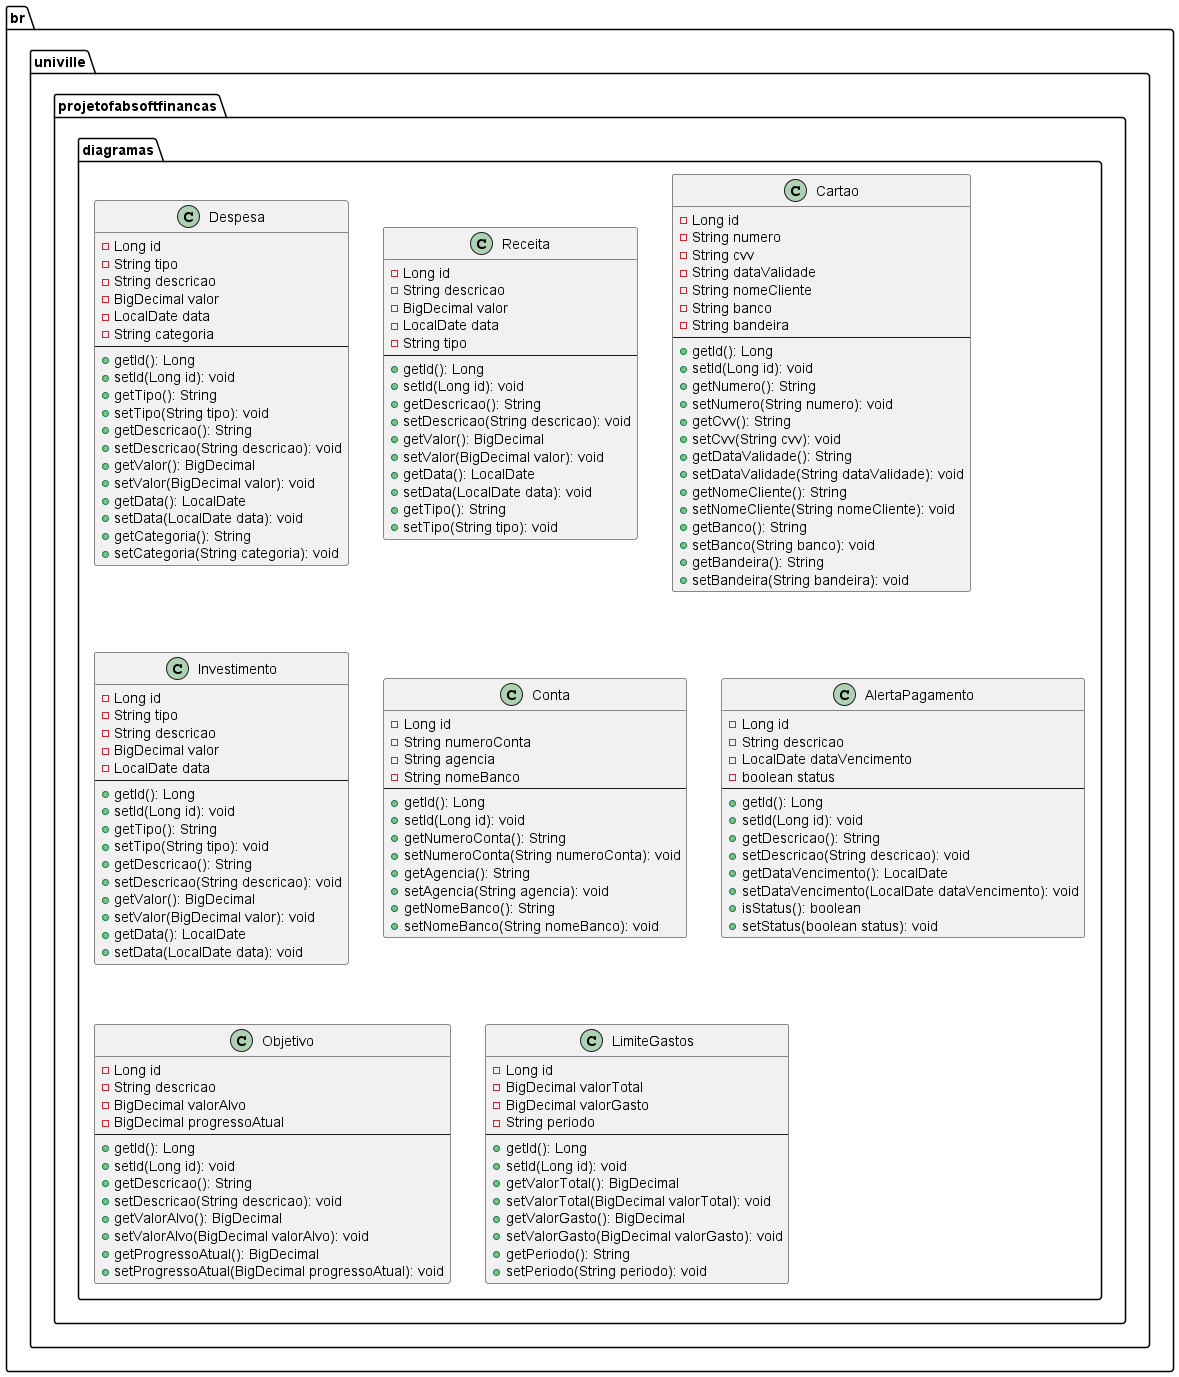 br
univille
projetofabsoftfinancas
diagramas
C Despesa
Long id
String tipo
String descricao
BigDecimal valor
LocalDate data
String categoria
getId(): Long
setId(Long id): void
getTipo(): String
setTipo(String tipo): void
getDescricao(): String
setDescricao(String descricao): void
getValor(): BigDecimal
setValor(BigDecimal valor): void
getData(): LocalDate
setData(LocalDate data): void
getCategoria(): String
setCategoria(String categoria): void
C Receita
Long id
String descricao
BigDecimal valor
LocalDate data
String tipo
getId(): Long
setId(Long id): void
getDescricao(): String
setDescricao(String descricao): void
getValor(): BigDecimal
setValor(BigDecimal valor): void
getData(): LocalDate
setData(LocalDate data): void
getTipo(): String
setTipo(String tipo): void
C Cartao
Long id
String numero
String cvv
String dataValidade
String nomeCliente
String banco
String bandeira
getId(): Long
setId(Long id): void
getNumero(): String
setNumero(String numero): void
getCvv(): String
setCvv(String cvv): void
getDataValidade(): String
setDataValidade(String dataValidade): void
getNomeCliente(): String
setNomeCliente(String nomeCliente): void
getBanco(): String
setBanco(String banco): void
getBandeira(): String
setBandeira(String bandeira): void
C Investimento
Long id
String tipo
String descricao
BigDecimal valor
LocalDate data
getId(): Long
setId(Long id): void
getTipo(): String
setTipo(String tipo): void
getDescricao(): String
setDescricao(String descricao): void
getValor(): BigDecimal
setValor(BigDecimal valor): void
getData(): LocalDate
setData(LocalDate data): void
C Conta
Long id
String numeroConta
String agencia
String nomeBanco
getId(): Long
setId(Long id): void
getNumeroConta(): String
setNumeroConta(String numeroConta): void
getAgencia(): String
setAgencia(String agencia): void
getNomeBanco(): String
setNomeBanco(String nomeBanco): void
C AlertaPagamento
Long id
String descricao
LocalDate dataVencimento
boolean status
getId(): Long
setId(Long id): void
getDescricao(): String
setDescricao(String descricao): void
getDataVencimento(): LocalDate
setDataVencimento(LocalDate dataVencimento): void
isStatus(): boolean
setStatus(boolean status): void
C Objetivo
Long id
String descricao
BigDecimal valorAlvo
BigDecimal progressoAtual
getId(): Long
setId(Long id): void
getDescricao(): String
setDescricao(String descricao): void
getValorAlvo(): BigDecimal
setValorAlvo(BigDecimal valorAlvo): void
getProgressoAtual(): BigDecimal
setProgressoAtual(BigDecimal progressoAtual): void
C LimiteGastos
Long id
BigDecimal valorTotal
BigDecimal valorGasto
String periodo
getId(): Long
setId(Long id): void
getValorTotal(): BigDecimal
setValorTotal(BigDecimal valorTotal): void
getValorGasto(): BigDecimal
setValorGasto(BigDecimal valorGasto): void
getPeriodo(): String
setPeriodo(String periodo): void